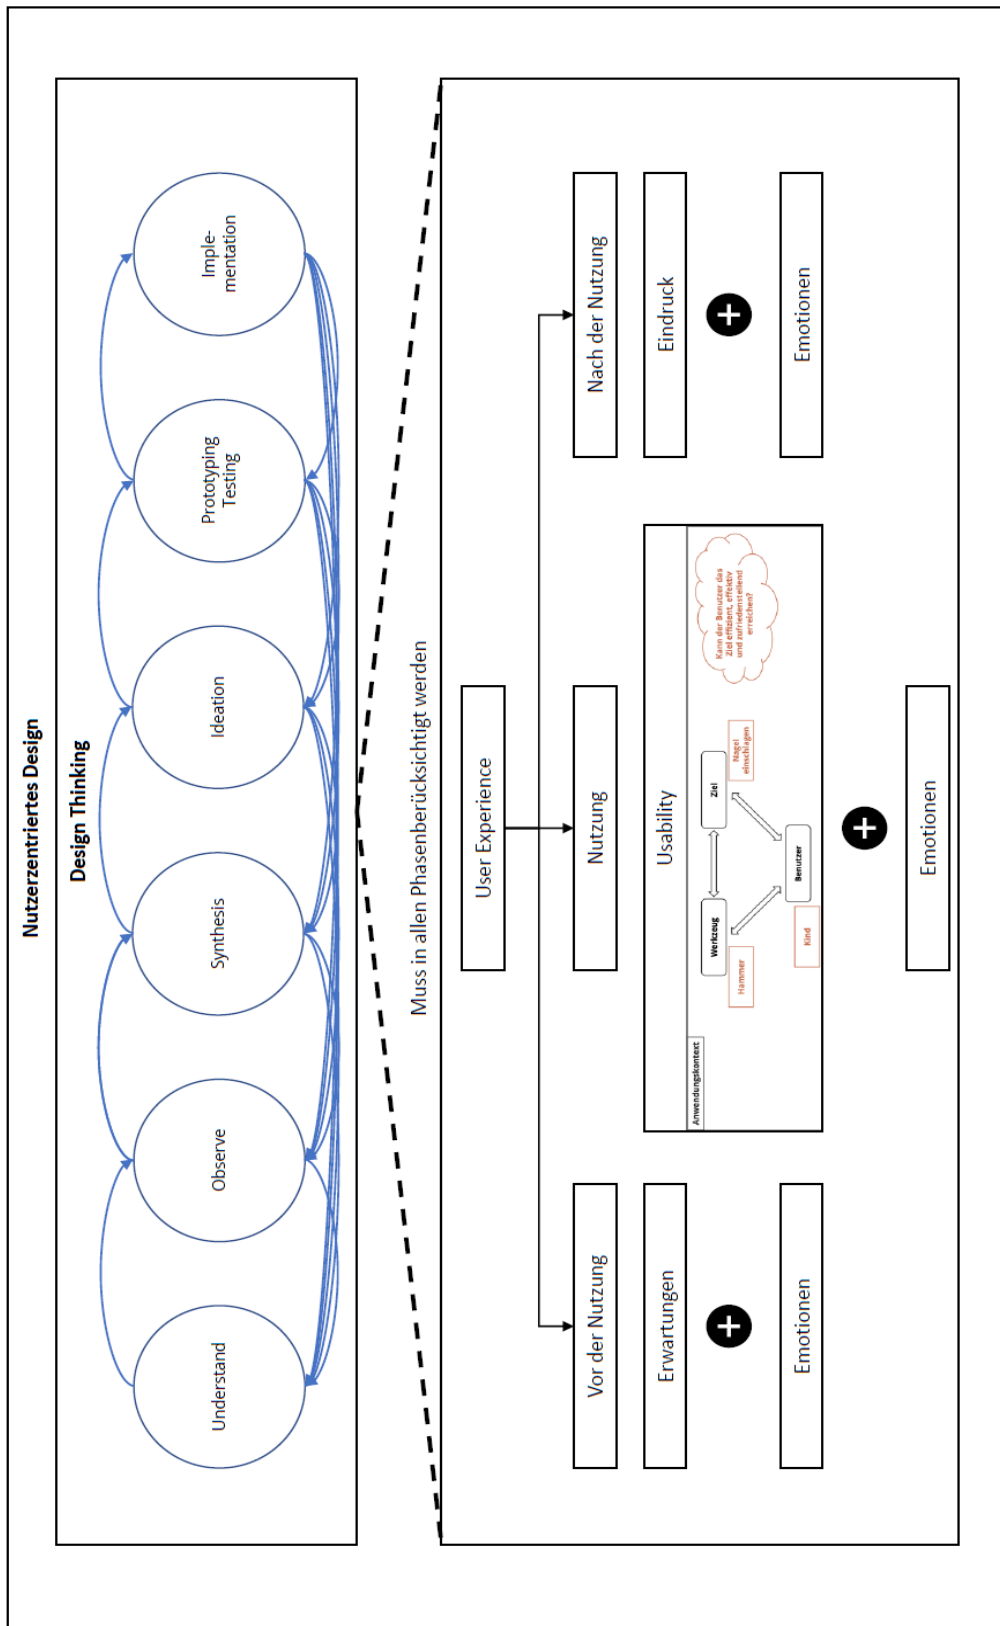 Nutzerzentriertes Design
Design Thinking
Understand
Observe
Synthesis
Ideation
Prototyping
Testing
Imple-
mentation
Muss in allen Phasenberücksichtigt werden
User Experience
Vor der Nutzung
Nutzung
Nach der Nutzung
Erwartungen
Usability
Eindruck
Anwendungskontext
Werkzeug
Ziel
Hammer
Nagel
einschlagen
Benutzer
Kind
Kann der Benutzer das
Ziel effizient, effektiv
und zufriedenstellend
erreichen?
Emotionen
Emotionen
Emotionen